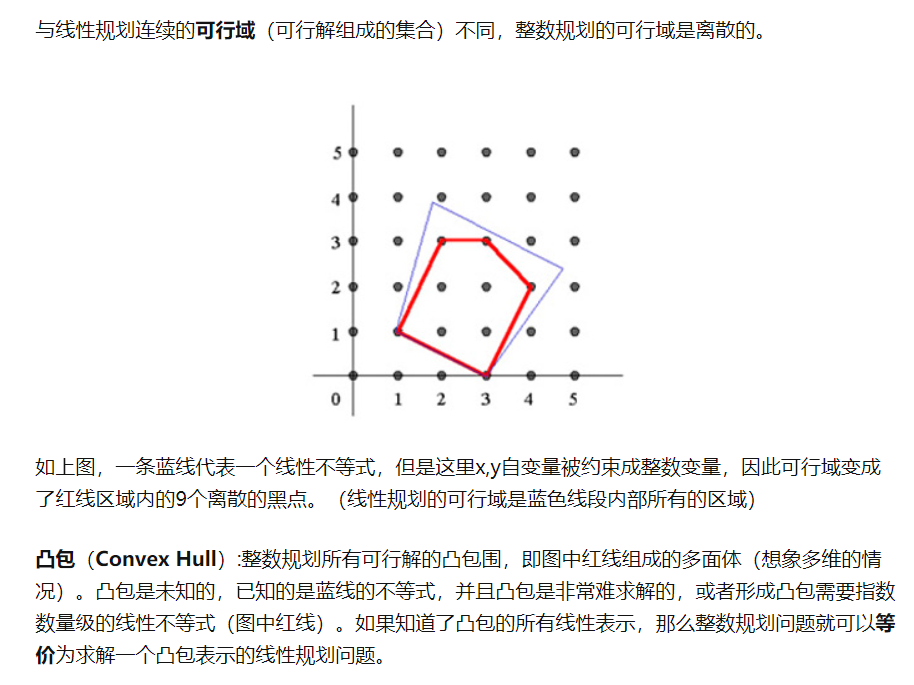 与线性规划连续的可行域（可行解组成的集合）不同，整数规划的可行域是离散的。
5
4
3
2
1
0 1 2 3 4 5
如上图，一条蓝线代表一个线性不等式，但是这里x,y自变量被约束成整数变量，因此可行域变成
了红线区域内的9个离散的黑点。（线性规划的可行域是蓝色线段内部所有的区域）
凸包（Convex Hull）:整数规划所有可行解的凸包围，即图中红线组成的多面体（想象多维的情
况）。凸包是未知的，已知的是蓝线的不等式，并且凸包是非常难求解的，或者形成凸包需要指数
数量级的线性不等式（图中红线）。如果知道了凸包的所有线性表示，那么整数规划问题就可以等
价为求解一个凸包表示的线性规划问题。